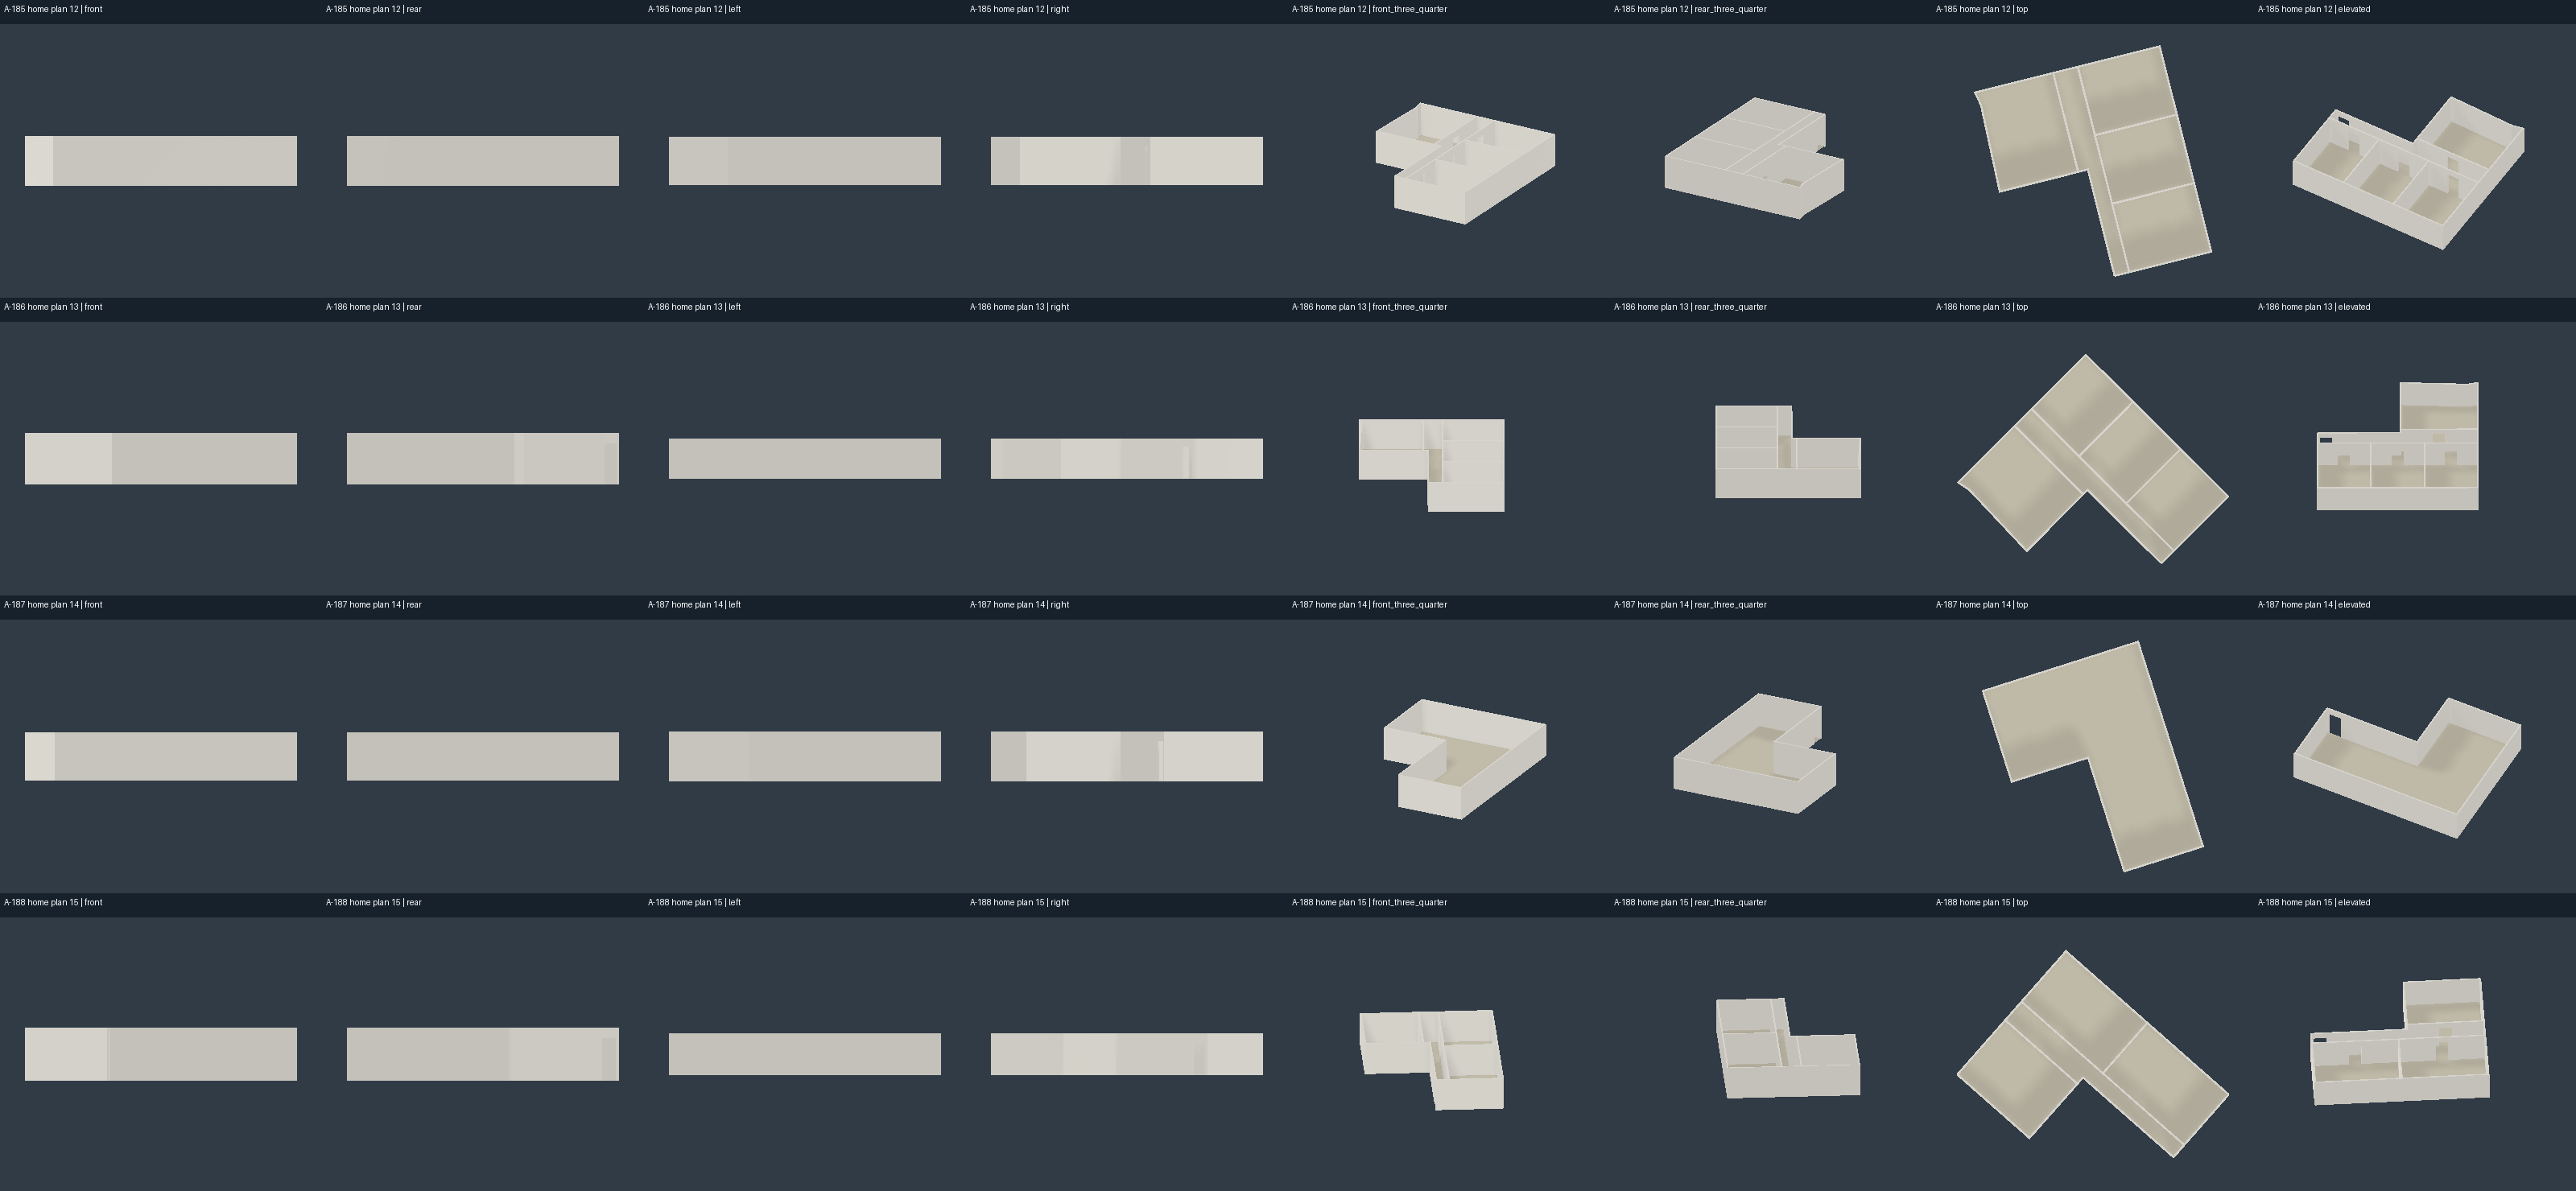 A-185 home plan 12 | front
A-185 home plan 12 | rear
A-185 home plan 12 | left
A-185 home plan 12 | right
A-185 home plan 12 | front_three_quarter
A-185 home plan 12 | rear_three_quarter
A-185 home plan 12 | top
A-185 home plan 12 | elevated
A-186 home plan 13 | front
A-186 home plan 13 | rear
A-186 home plan 13 | left
A-186 home plan 13 | right
A-186 home plan 13 | front_three_quarter
A-186 home plan 13 | rear_three_quarter
A-186 home plan 13 | top
A-186 home plan 13 | elevated
A-187 home plan 14 | front
A-187 home plan 14 | rear
A-187 home plan 14 | left
A-187 home plan 14 | right
A-187 home plan 14 | front_three_quarter
A-187 home plan 14 | rear_three_quarter
A-187 home plan 14 | top
A-187 home plan 14 | elevated
A-188 home plan 15 | front
A-188 home plan 15 | rear
A-188 home plan 15 | left
A-188 home plan 15 | right
A-188 home plan 15 | front_three_quarter
A-188 home plan 15 | rear_three_quarter
A-188 home plan 15 | top
A-188 home plan 15 | elevated